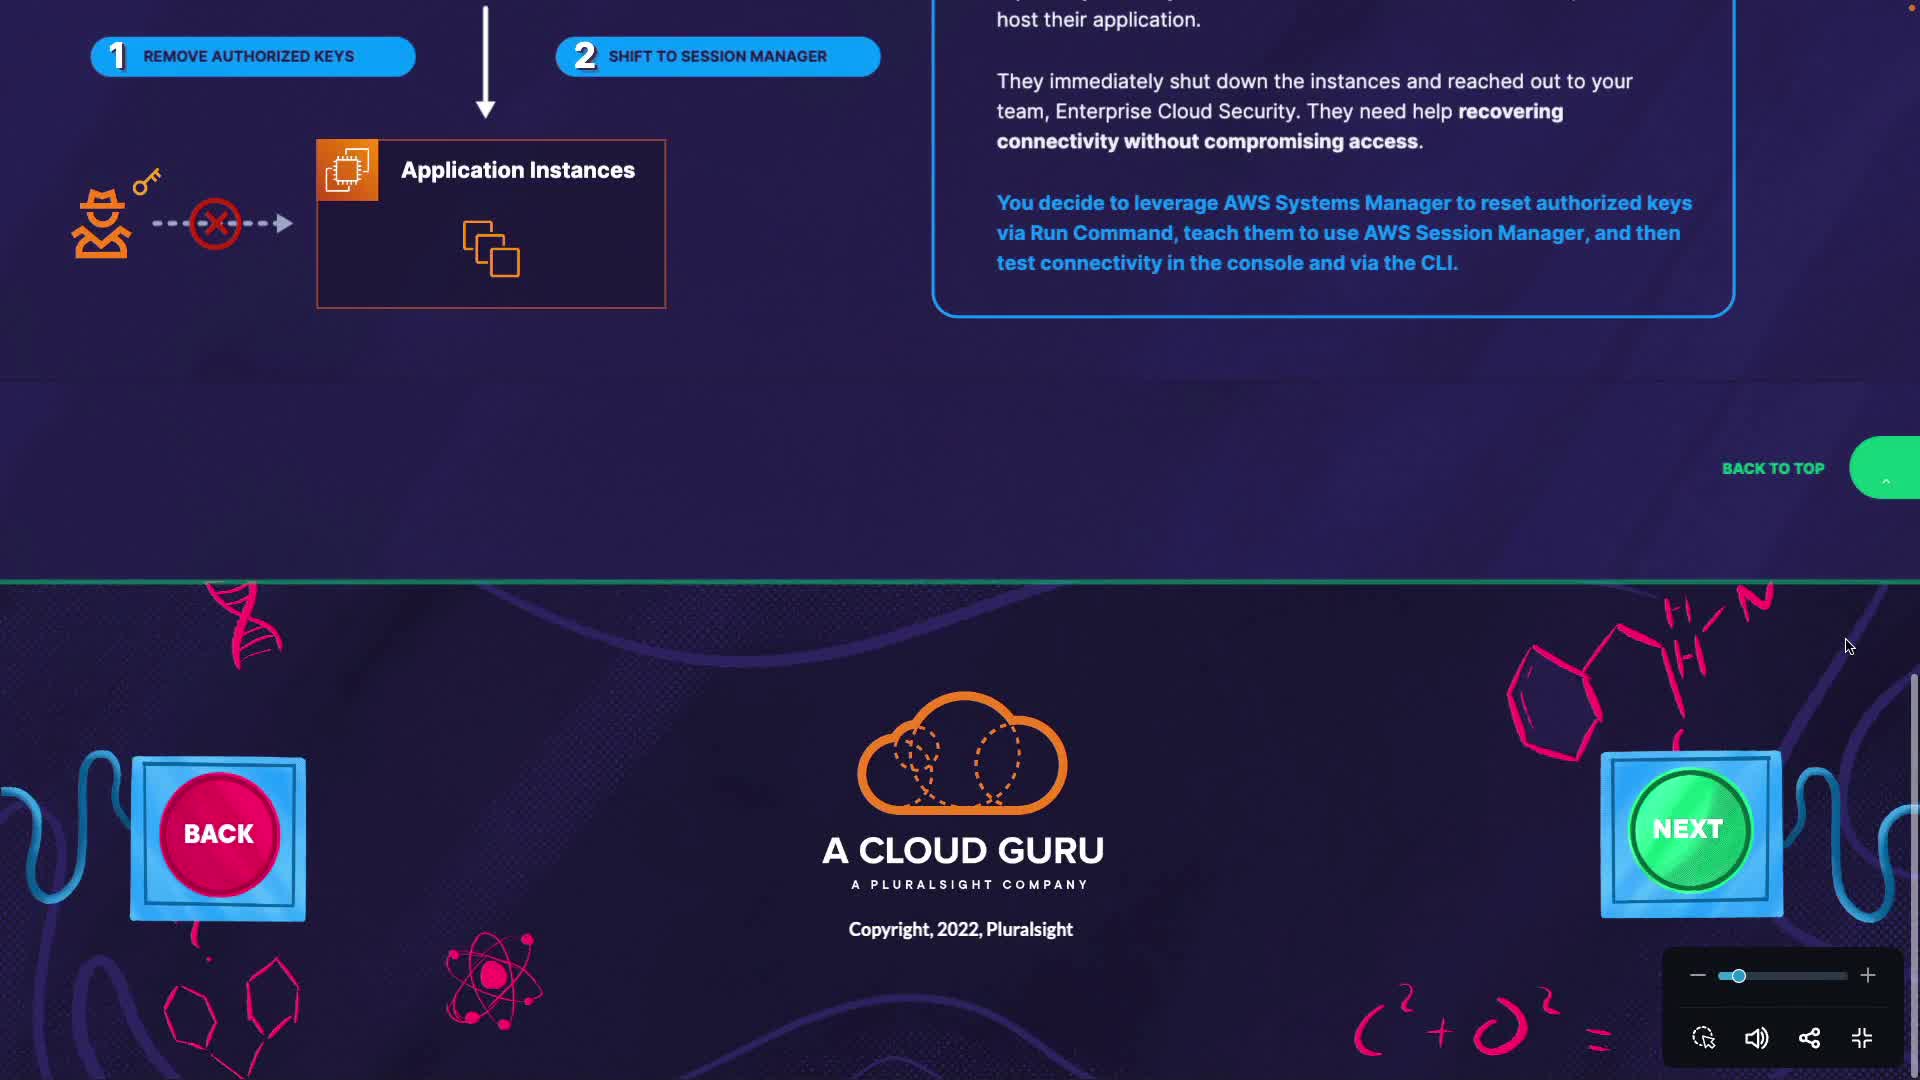 host their application.
1 REMOVE AUTHORIZED KEYS
2 SHIFT TO SESSION MANAGER
They immediately shut down the instances and reached out to your
team, Enterprise Cloud Security. They need help recovering
connectivity without compromising access.
Application Instances
You decide to leverage AWS Systems Manager to reset authorized keys
via Run Command, teach them to use AWS Session Manager, and then
test connectivity in the console and via the CLI.
BACK TO TOP
H N
H
BACK
NEXT
A CLOUD GURU
A PLURALSIGHT COMPANY
Copyright, 2022, Pluralsight
C² + O² =